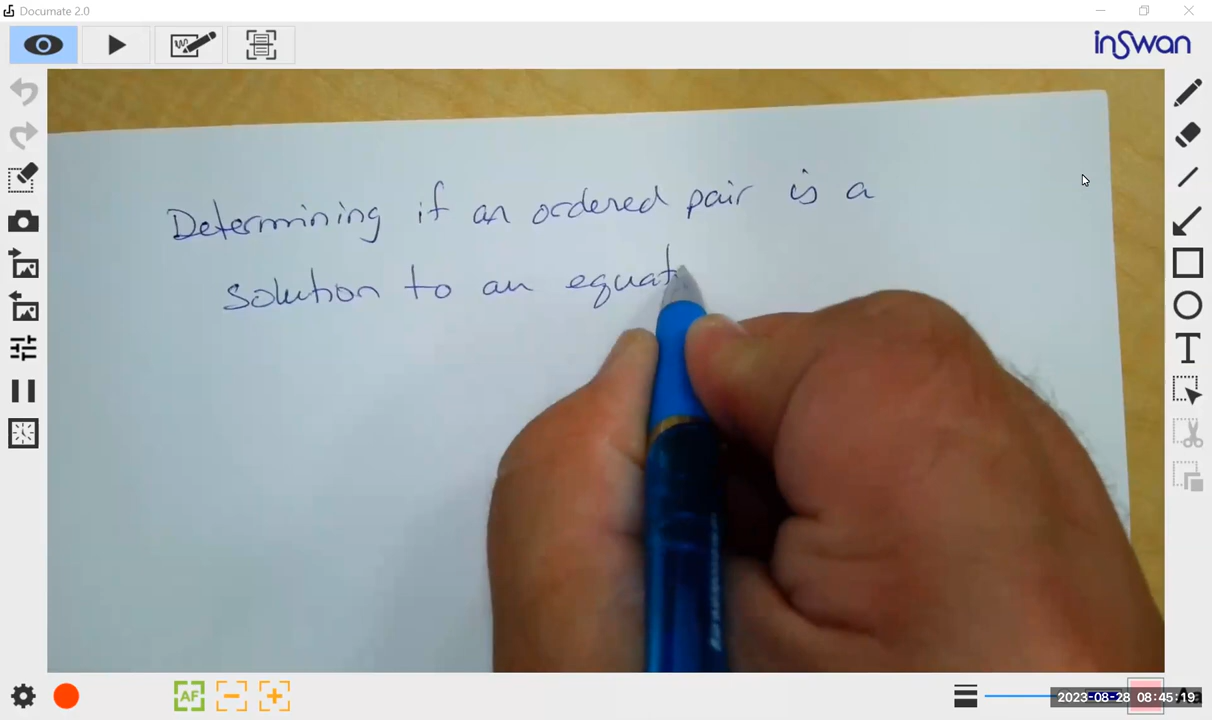 Documate 2.0
inswan
Determining if an ordered pair is a
solution to an equat
AF
2023-08-28 08:45:19